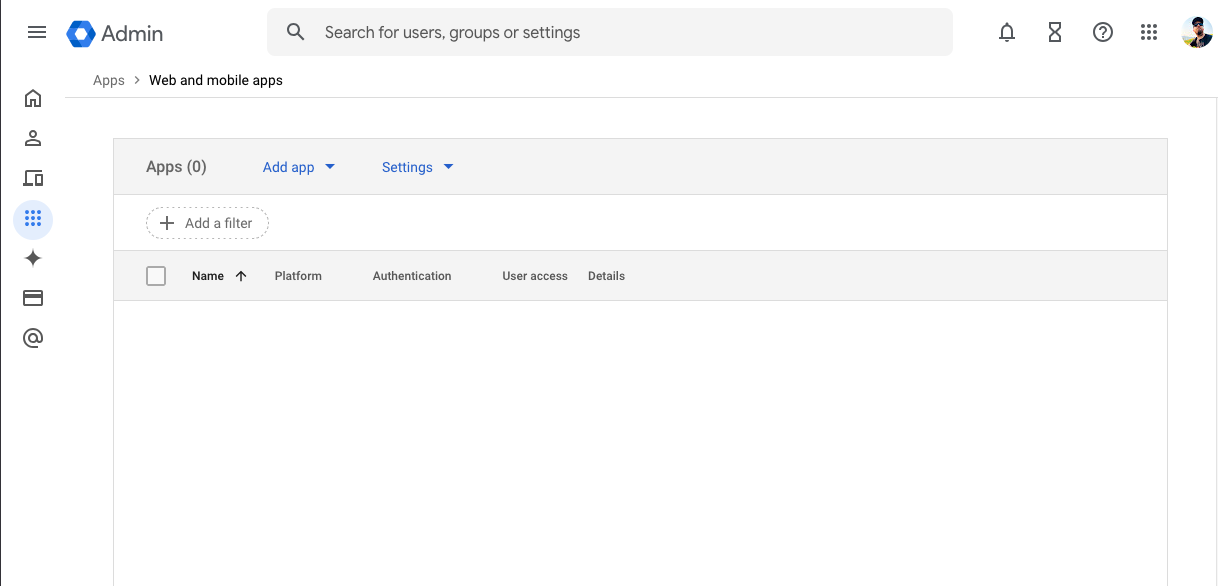 Admin
Search for users, groups or settings
Apps > Web and mobile apps
Apps (0) Add app Settings
Add a filter
Name Platform Authentication User access Details